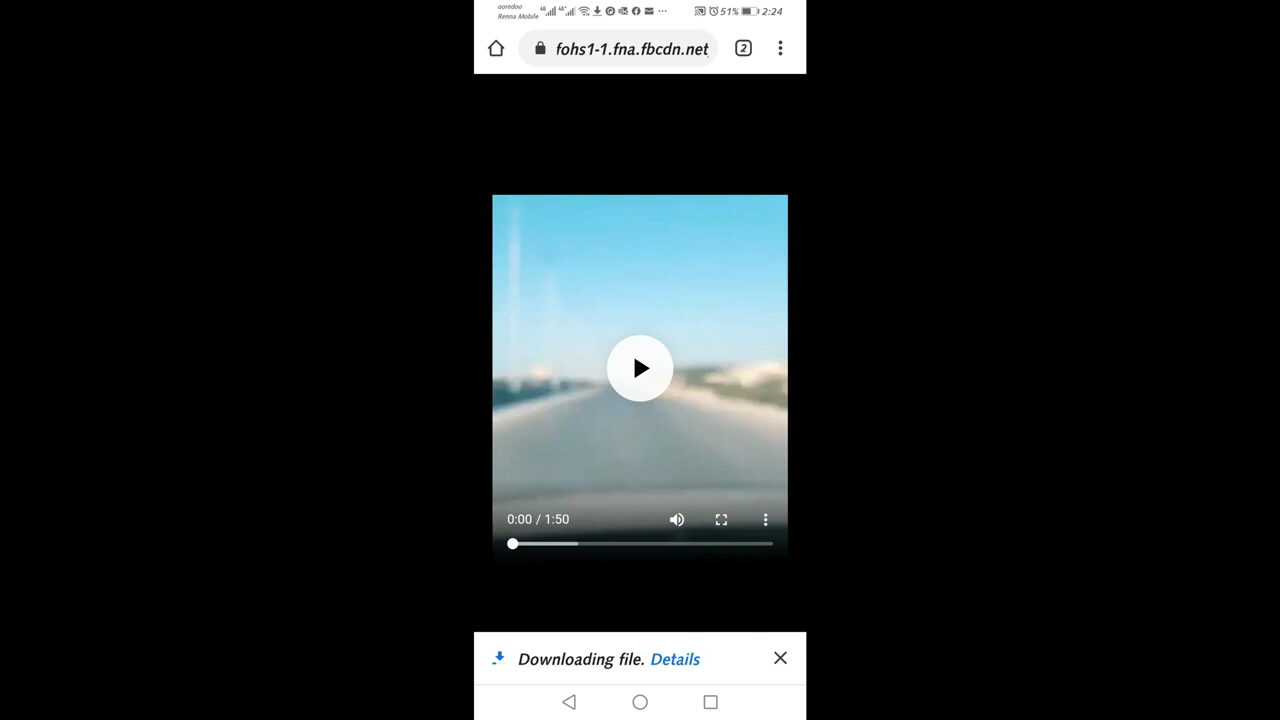 ooredoo
Renna Mobile 51% 2:24
fohs1-1.fna.fbcdn.net 2
0:00 / 1:50
Downloading file. Details